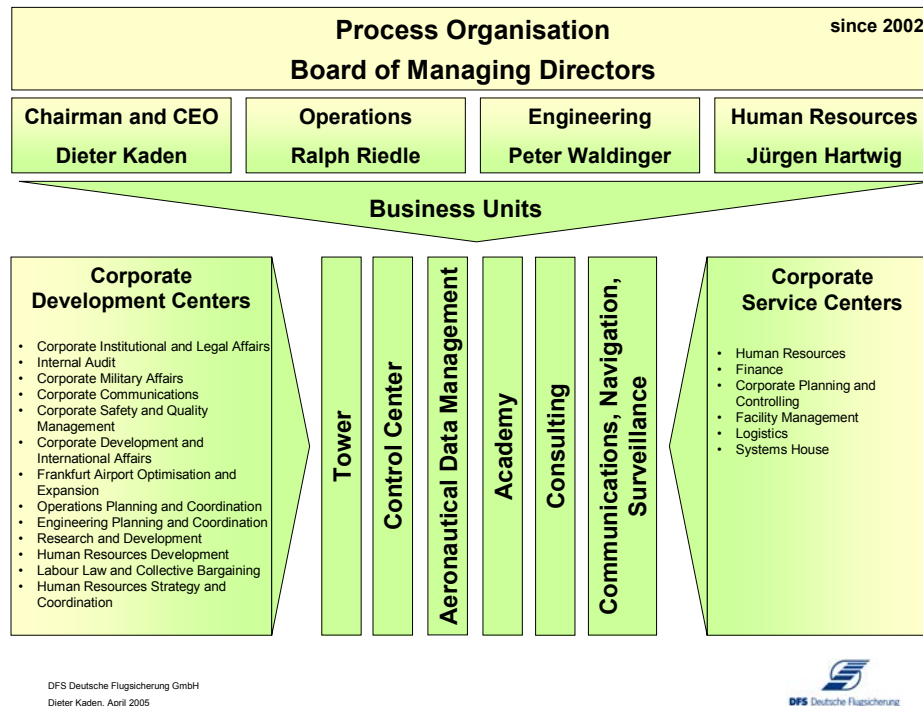 Process Organisation
since 2002
Board of Managing Directors
Chairman and CEO
Dieter Kaden
Operations
Ralph Riedle
Engineering
Peter Waldinger
Human Resources
Jürgen Hartwig
Business Units
Corporate
Development Centers
• Corporate Institutional and Legal Affairs
• Internal Audit
• Corporate Military Affairs
• Corporate Communications
• Corporate Safety and Quality
Management
• Corporate Development and
International Affairs
• Frankfurt Airport Optimisation and
Expansion
• Operations Planning and Coordination
• Engineering Planning and Coordination
• Research and Development
• Human Resources Development
• Labour Law and Collective Bargaining
• Human Resources Strategy and
Coordination
Tower
Control Center
Aeronautical Data Management
Academy
Consulting
Communications, Navigation,
Surveillance
Corporate
Service Centers
• Human Resources
• Finance
• Corporate Planning and
Controlling
• Facility Management
• Logistics
• Systems House
DFS Deutsche Flugsicherung GmbH
Dieter Kaden, April 2005
DFS Deutsche Flugsicherung